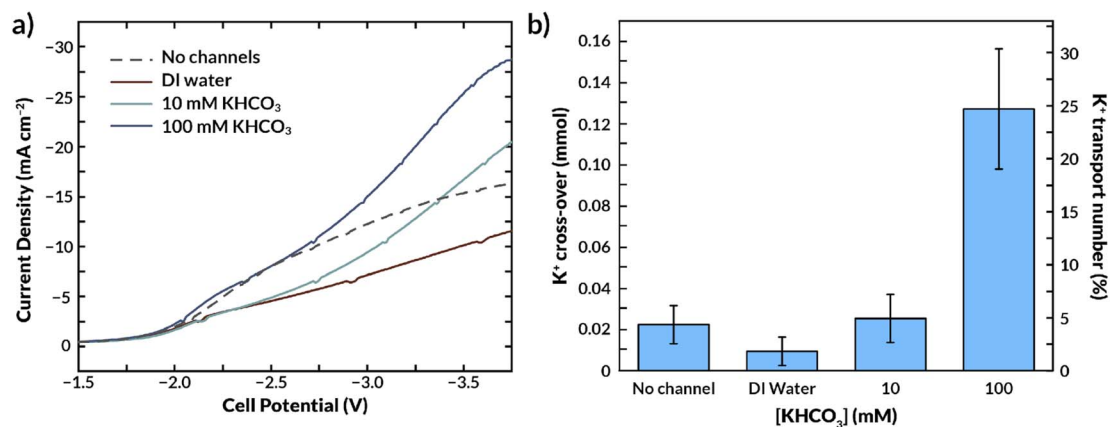 a)
−30
−25
−20
−15
−10
−5
0
Current Density (mA cm⁻²)
No channels
DI water
10 mM KHCO₃
100 mM KHCO₃
−1.5 −2.0 −2.5 −3.0 −3.5
Cell Potential (V)
b)
0.16
0.14
0.12
0.10
0.08
0.06
0.04
0.02
0
K⁺ cross-over (mmol)
30
25
20
15
10
5
0
K⁺ transport number (%)
No channel DI Water 10 100
[KHCO₃] (mM)